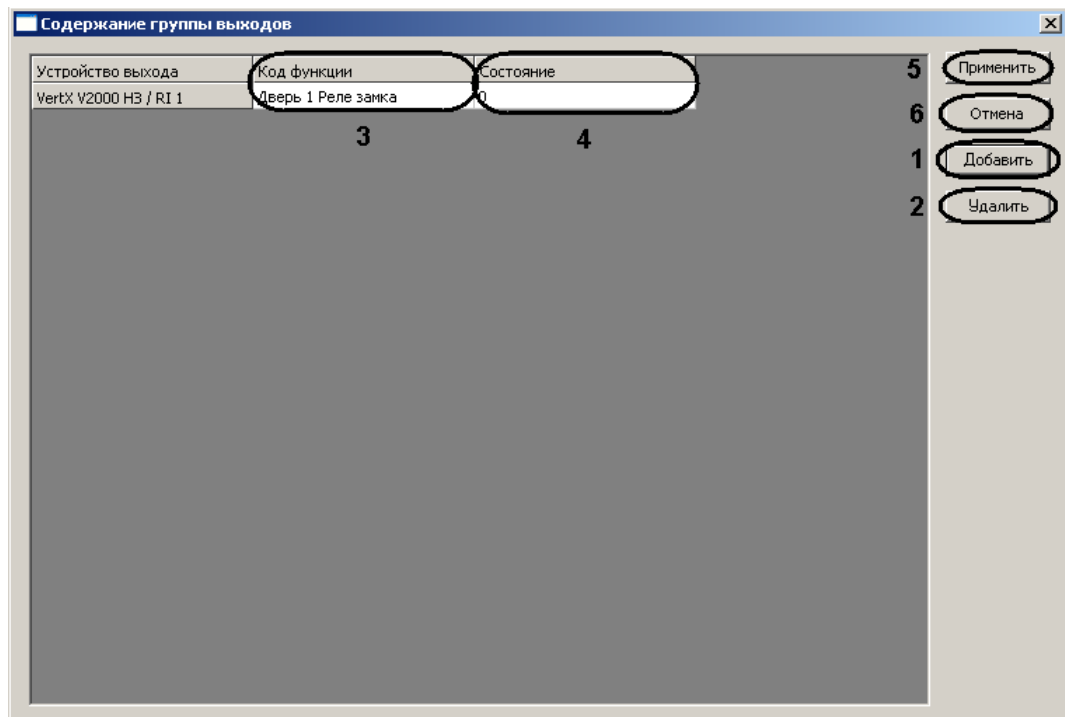 Содержание группы выходов
Устройство выхода Код функции Состояние
VertX V2000 НЗ / RI 1 Дверь 1 Реле замка 0
3 4
5 Применить
6 Отмена
1 Добавить
2 Удалить